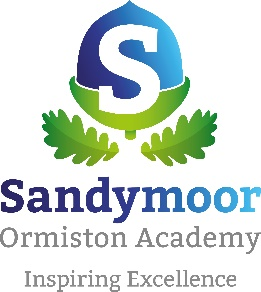 S
Sandymoor
Ormiston Academy
Inspiring Excellence